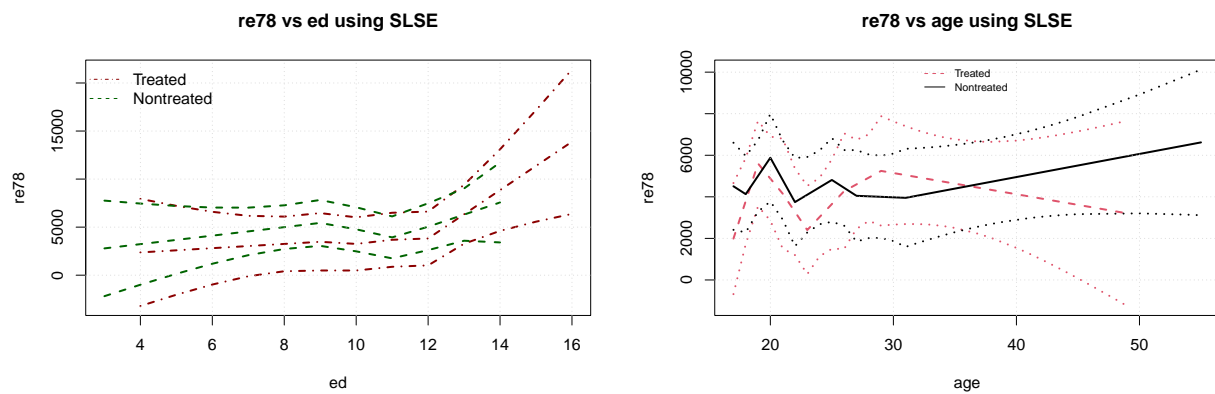 re78 vs ed using SLSE
Treated
Nontreated
re78
0
5000
15000
4 6 8 10 12 14 16
ed
re78 vs age using SLSE
Treated
Nontreated
re78
0
2000
6000
10000
20 30 40 50
age